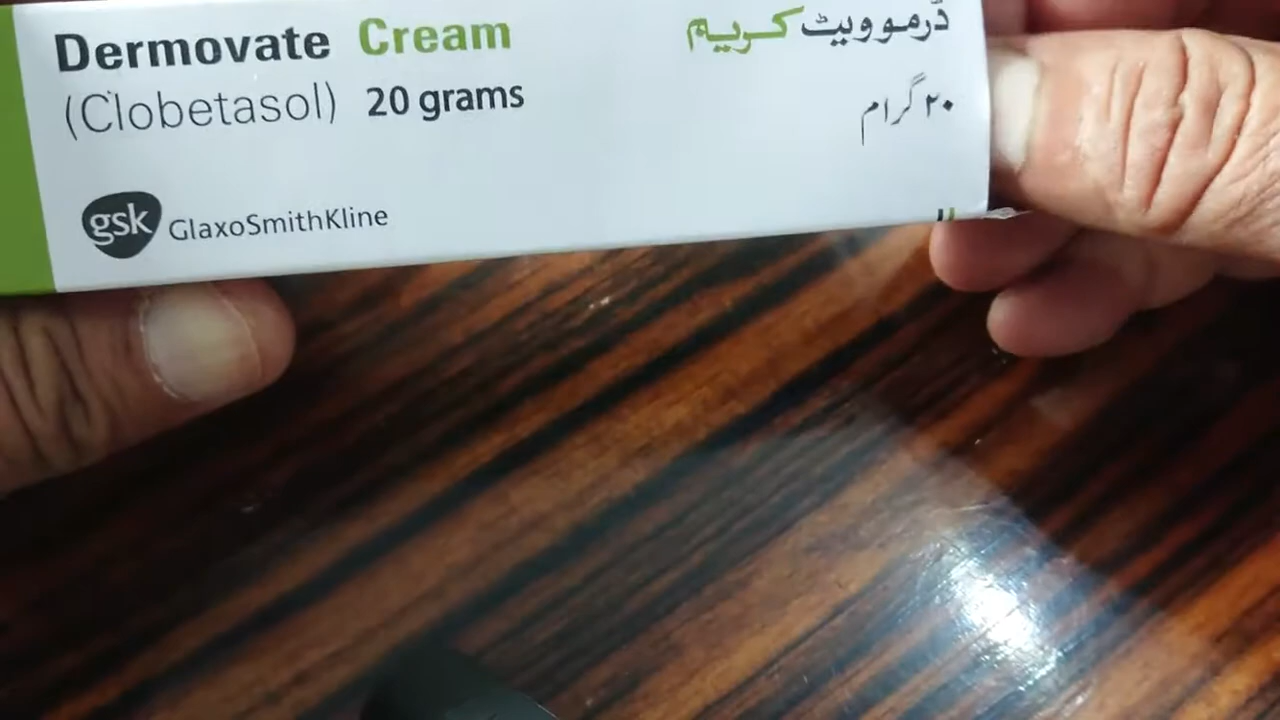 Dermovate Cream
(Clobetasol) 20 grams
gsk GlaxoSmithKline
ڈرموویٹ کریم
۲۰ گرام